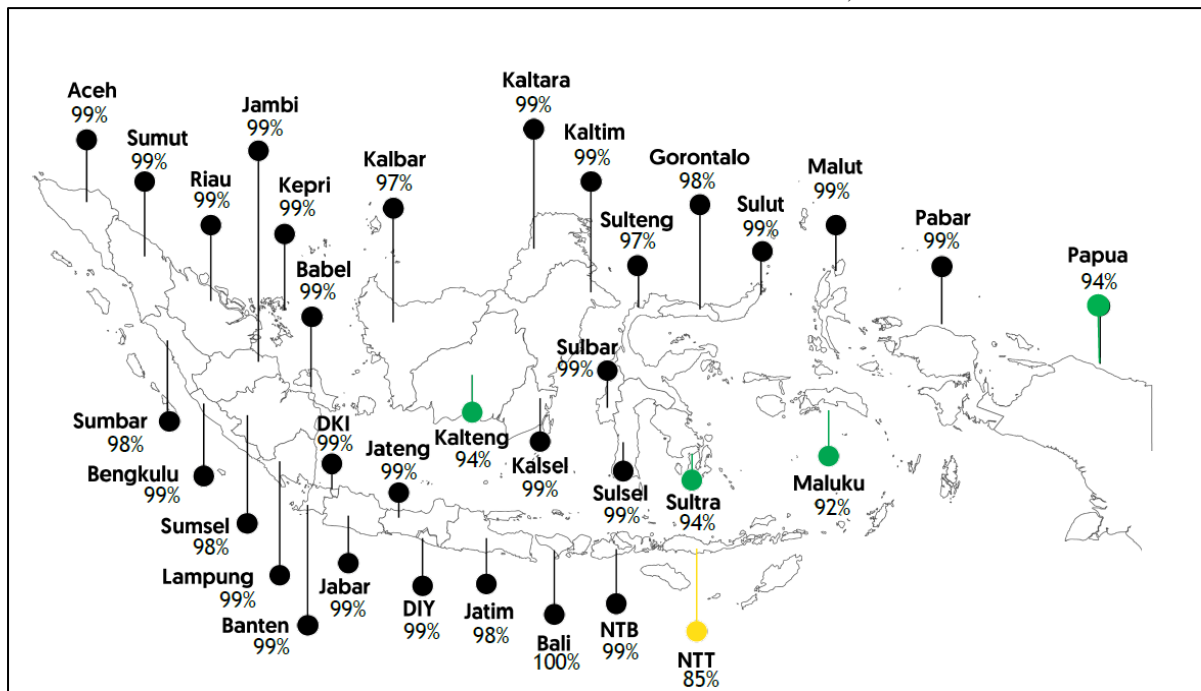 Aceh
99%
Sumut
99%
Riau
99%
Jambi
99%
Kepri
99%
Babel
99%
Kalbar
97%
Kaltara
99%
Kaltim
99%
Sulteng
97%
Gorontalo
98%
Sulut
99%
Malut
99%
Pabar
99%
Papua
94%
Sulbar
99%
Sumbar
98%
Bengkulu
99%
Sumsel
98%
Lampung
99%
Banten
99%
DKI
99%
Jabar
99%
Jateng
99%
DIY
99%
Jatim
98%
Kalteng
94%
Kalsel
99%
Bali
100%
Sulsel
99%
NTB
99%
Sultra
94%
NTT
85%
Maluku
92%